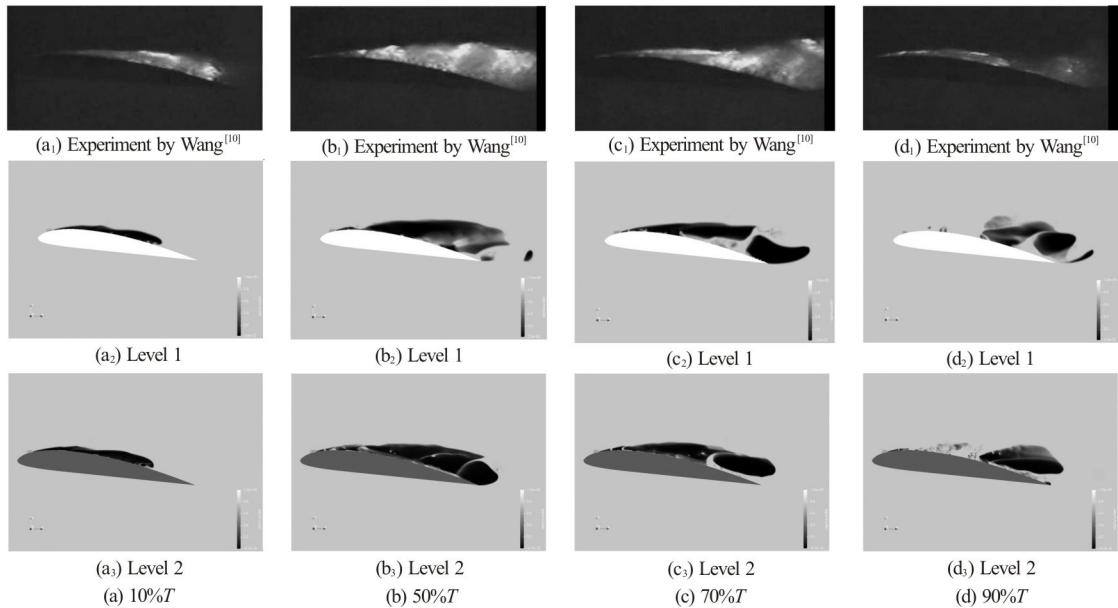 (a₁) Experiment by Wang[10]
(b₁) Experiment by Wang[10]
(c₁) Experiment by Wang[10]
(d₁) Experiment by Wang[10]
(a₂) Level 1
(b₂) Level 1
(c₂) Level 1
(d₂) Level 1
(a₃) Level 2
(b₃) Level 2
(c₃) Level 2
(d₃) Level 2
(a) 10%T
(b) 50%T
(c) 70%T
(d) 90%T